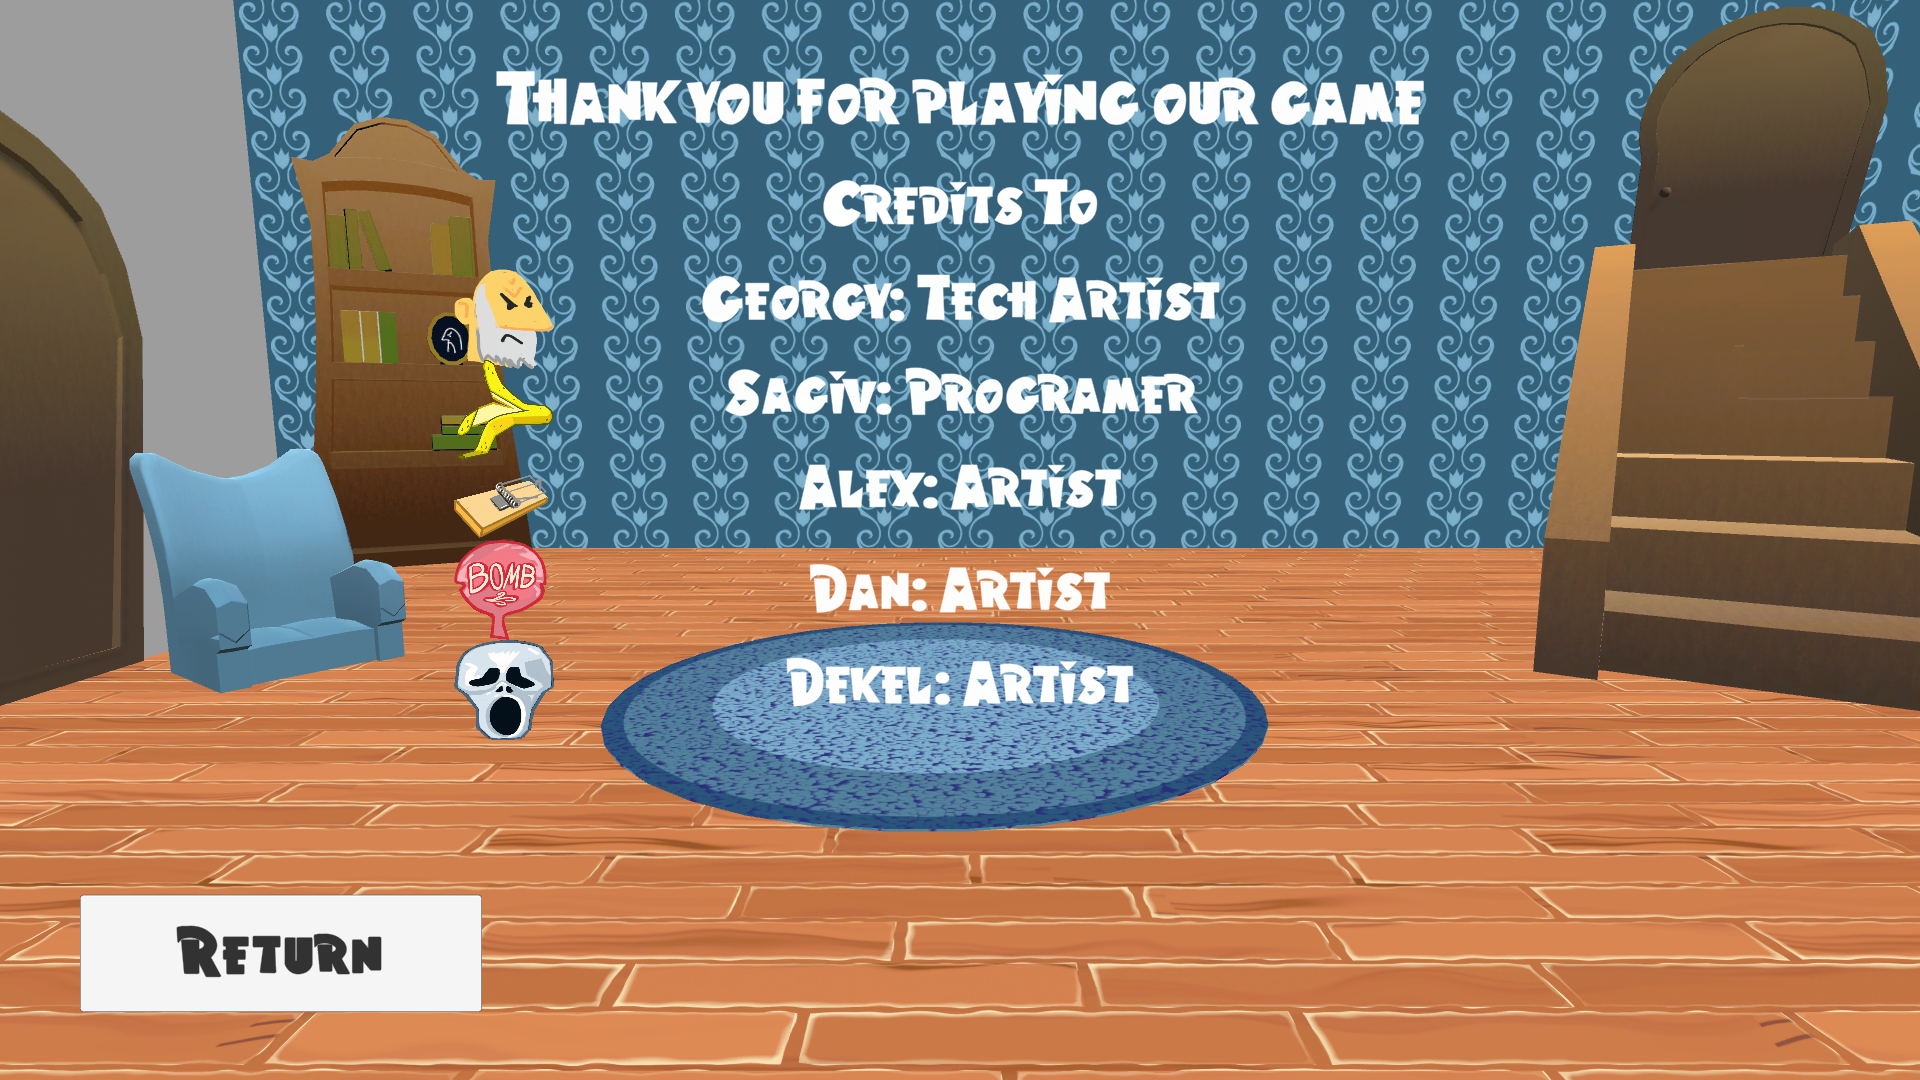 Thank you for playing our game
Credits To
Georgy: Tech Artist
Sagiv: Programer
Alex: Artist
BOMB
Dan: Artist
Dekel: Artist
Return